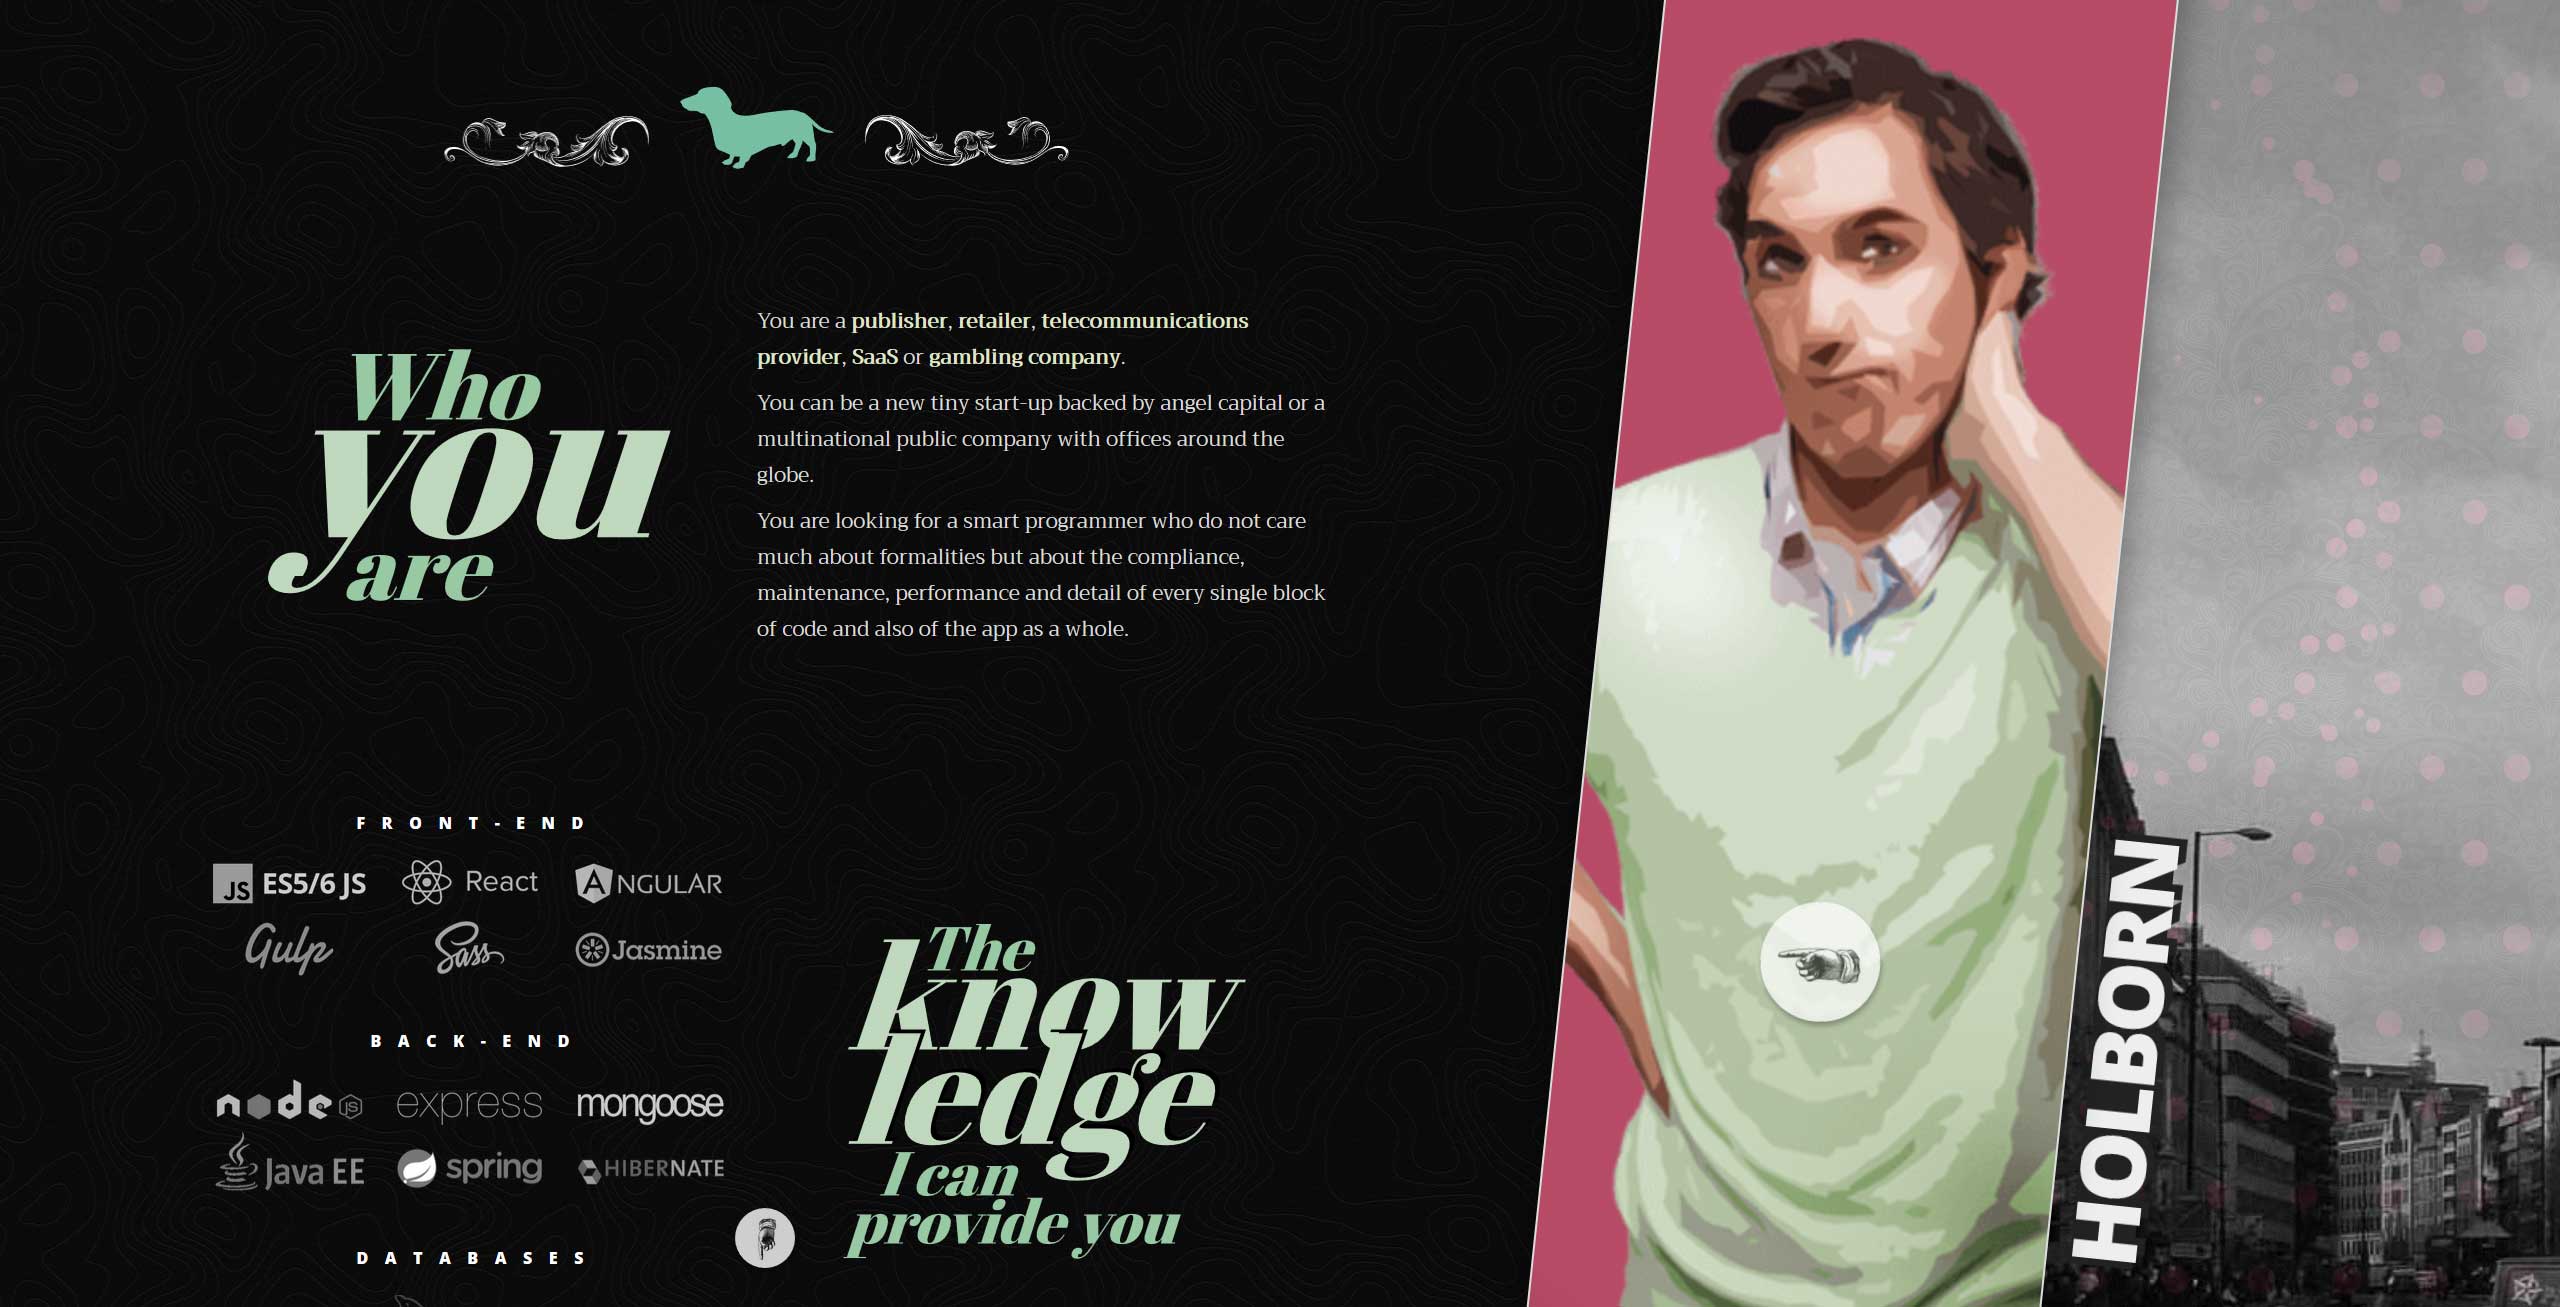 Who
you
are
You are a publisher, retailer, telecommunications
provider, SaaS or gambling company.
You can be a new tiny start-up backed by angel capital or a
multinational public company with offices around the
globe.
You are looking for a smart programmer who do not care
much about formalities but about the compliance,
maintenance, performance and detail of every single block
of code and also of the app as a whole.
FRONT-END
JS ES5/6 JS React ANGULAR
Gulp Sass Jasmine
BACK-END
node JS express mongoose
Java EE spring HIBERNATE
DATABASES
The
know
ledge
I can
provide you
HOLBORN